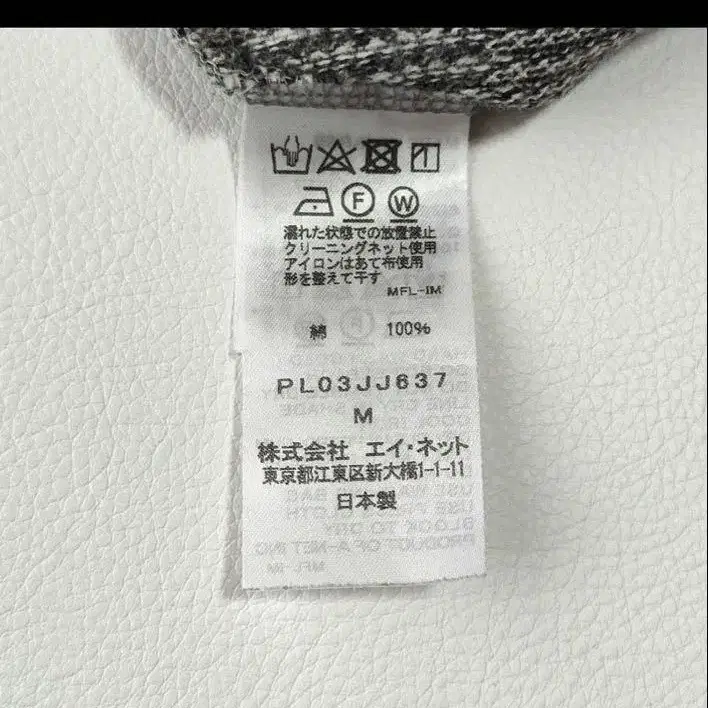 F W
濡れた状態での放置禁止
クリーニングネット使用
アイロンはあて布使用
形を整えて干す
MFL-IM
綿 100%
PL03JJ637
M
株式会社 エイ・ネット
東京都江東区新大橋1-1-11
日本製